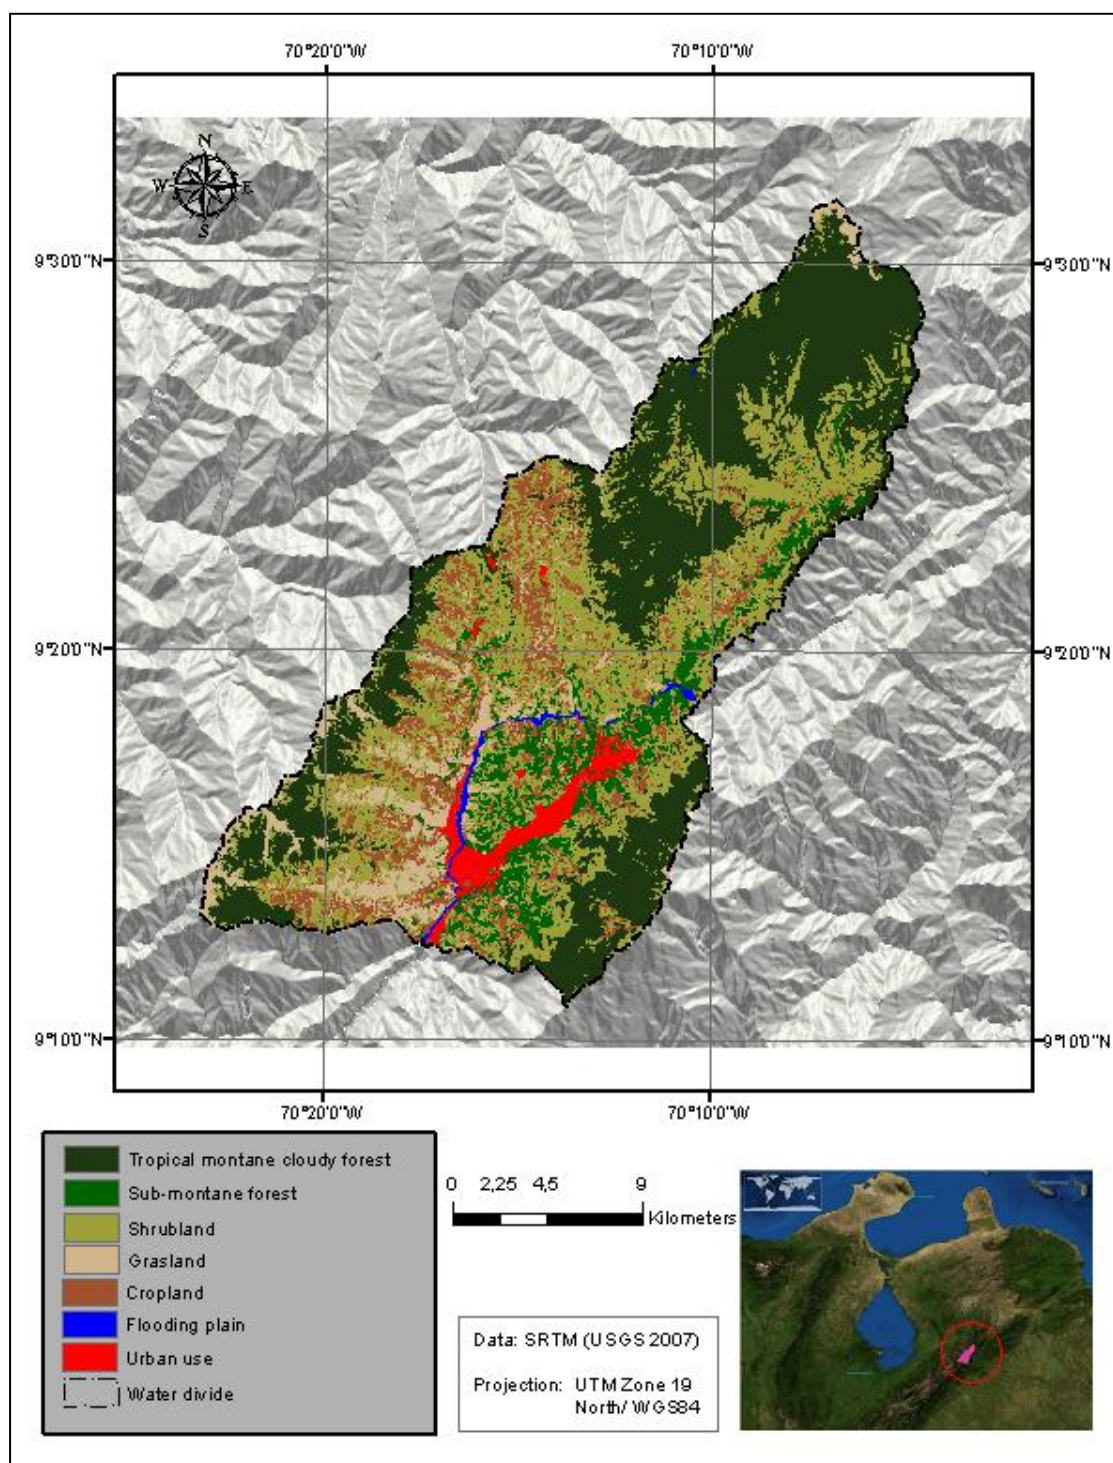 70°20'0"W 70°10'0"W
N
W E
S
9°30'0"N 9°30'0"N
9°20'0"N 9°20'0"N
9°10'0"N 9°10'0"N
70°20'0"W 70°10'0"W
Tropical montane cloudy forest
Sub-montane forest
Shrubland
Grasland
Cropland
Flooding plain
Urban use
Water divide
0 2,25 4,5 9
Kilometers
Data: SRTM (USGS 2007)
Projection: UTM Zone 19
North/ WGS84